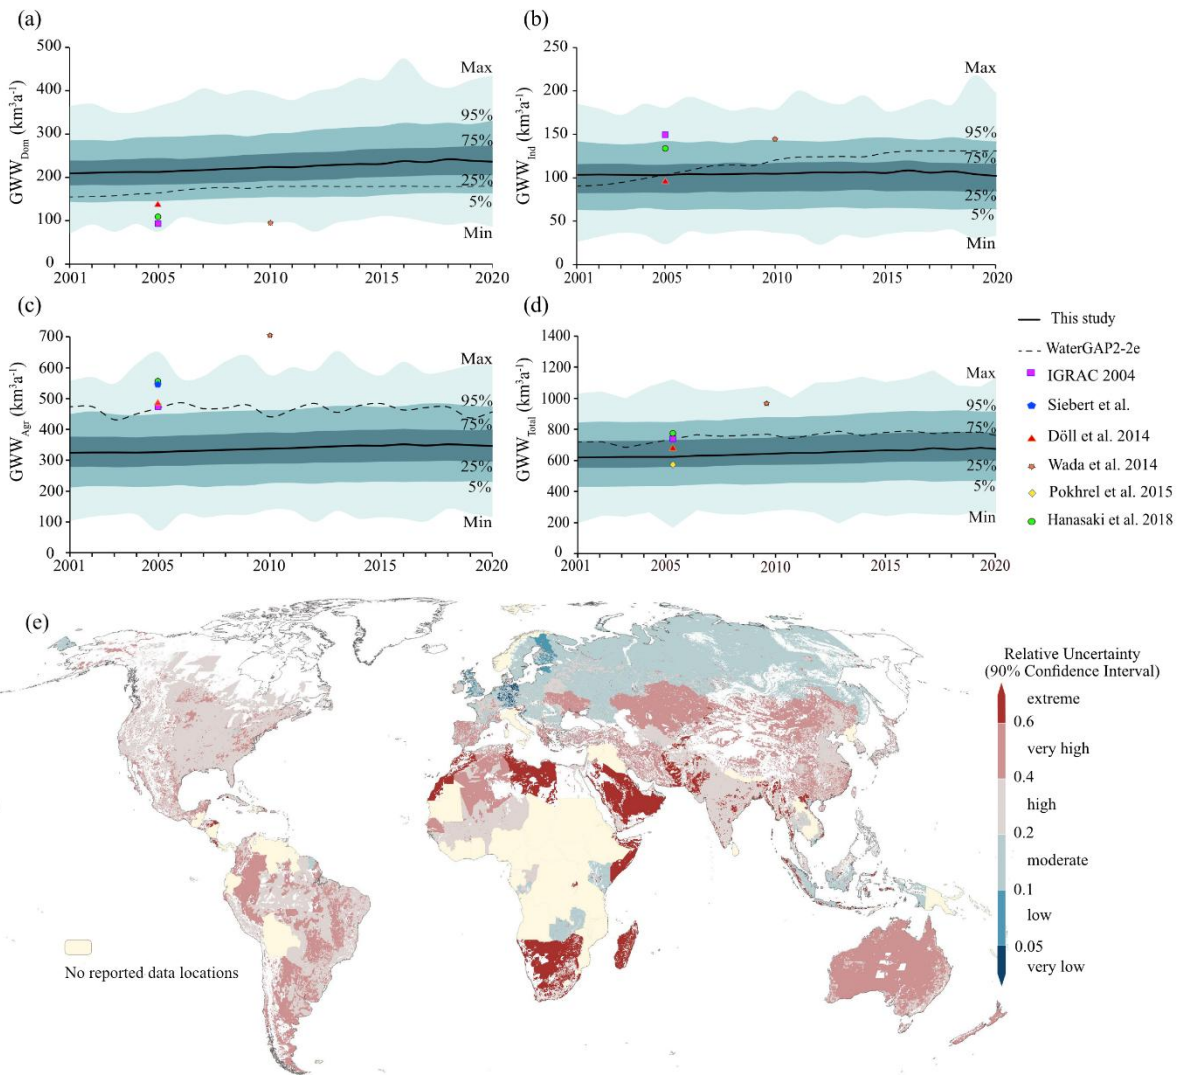 (a)
GWW_Dom (km³a⁻¹)
500
400
300
200
100
0
Max
95%
75%
25%
5%
Min
2001
2005
2010
2015
2020
(b)
GWW_Ind (km³a⁻¹)
250
200
150
100
50
0
Max
95%
75%
25%
5%
Min
2001
2005
2010
2015
2020
(c)
GWW_Agr (km³a⁻¹)
700
600
500
400
300
200
100
0
Max
95%
75%
25%
5%
Min
2001
2005
2010
2015
2020
(d)
GWW_Total (km³a⁻¹)
1400
1200
1000
800
600
400
200
0
Max
95%
75%
25%
5%
Min
2001
2005
2010
2015
2020
This study
WaterGAP2-2e
IGRAC 2004
Siebert et al.
Döll et al. 2014
Wada et al. 2014
Pokhrel et al. 2015
Hanasaki et al. 2018
(e)
Relative Uncertainty
(90% Confidence Interval)
extreme
0.6
very high
0.4
high
0.2
moderate
0.1
low
0.05
very low
No reported data locations